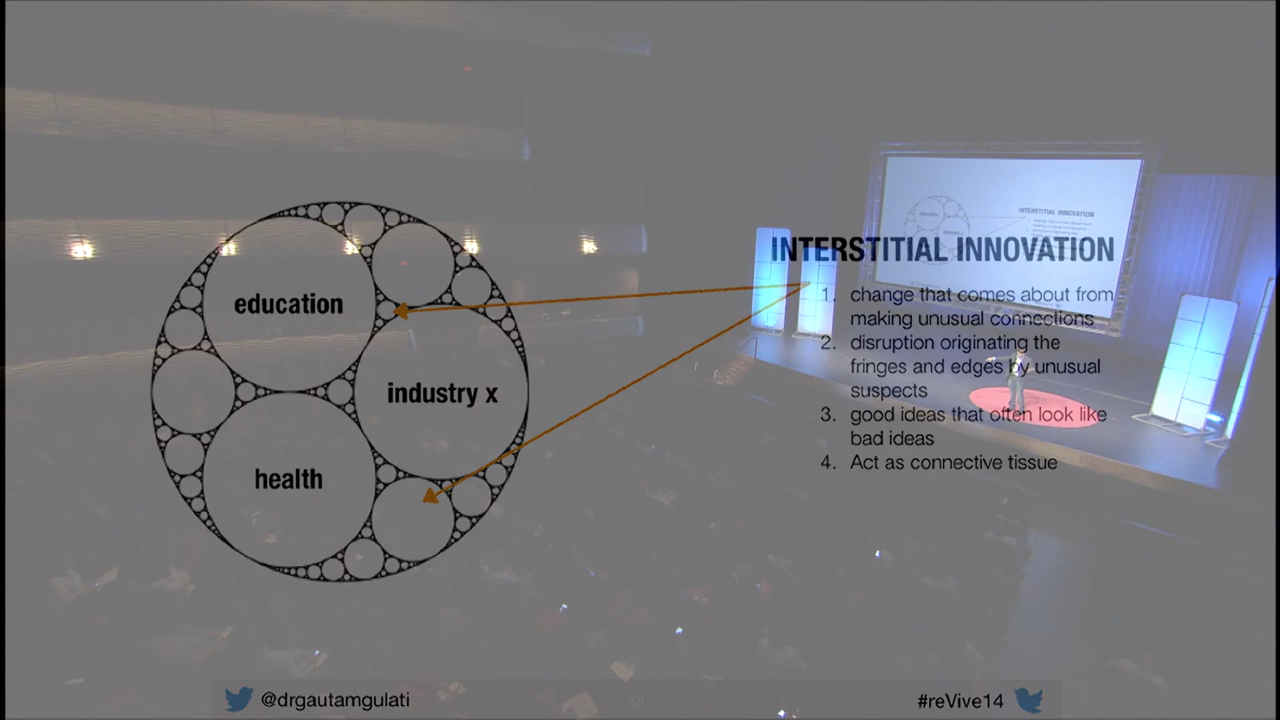 education
industry x
health
INTERSTITIAL INNOVATION
1. change that comes about from
making unusual connections
2. disruption originating the
fringes and edges by unusual
suspects
3. good ideas that often look like
bad ideas
4. Act as connective tissue
INTERSTITIAL INNOVATION
@drgautamgulati
#reVive14